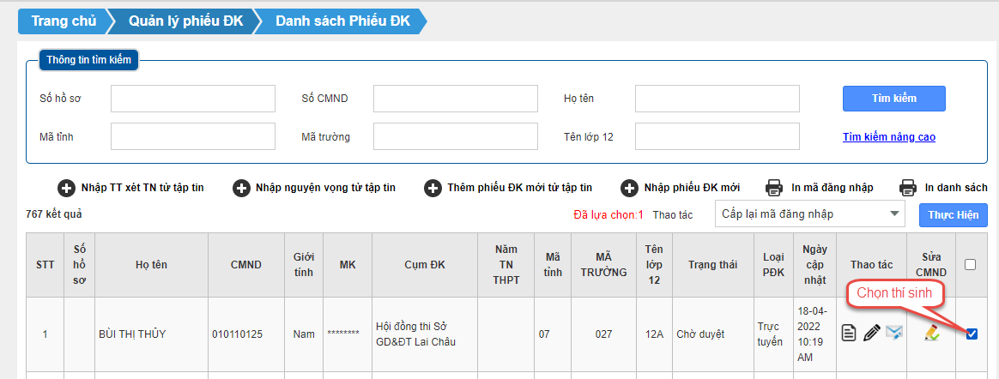 Trang chủ Quản lý phiếu ĐK Danh sách Phiếu ĐK
Thông tin tìm kiếm
Số hồ sơ Số CMND Họ tên Tìm kiếm
Mã tỉnh Mã trường Tên lớp 12 Tìm kiếm nâng cao
Nhập TT xét TN từ tập tin Nhập nguyện vọng từ tập tin Thêm phiếu ĐK mới từ tập tin Nhập phiếu ĐK mới In mã đăng nhập In danh sách
767 kết quả Đã lựa chọn:1 Thao tác Cấp lại mã đăng nhập Thực Hiện
STT Số hồ sơ Họ tên CMND Giới tính MK Cụm ĐK Năm TN THPT Mã tỉnh MÃ TRƯỜNG Tên lớp 12 Trạng thái Loại PĐK Ngày cập nhật Thao tác Sửa CMND
Chọn thí sinh
1 BÙI THỊ THỦY 010110125 Nam ******** Hội đồng thi Sở GD&ĐT Lai Châu 07 027 12A Chờ duyệt Trực tuyến 18-04-2022 10:19 AM